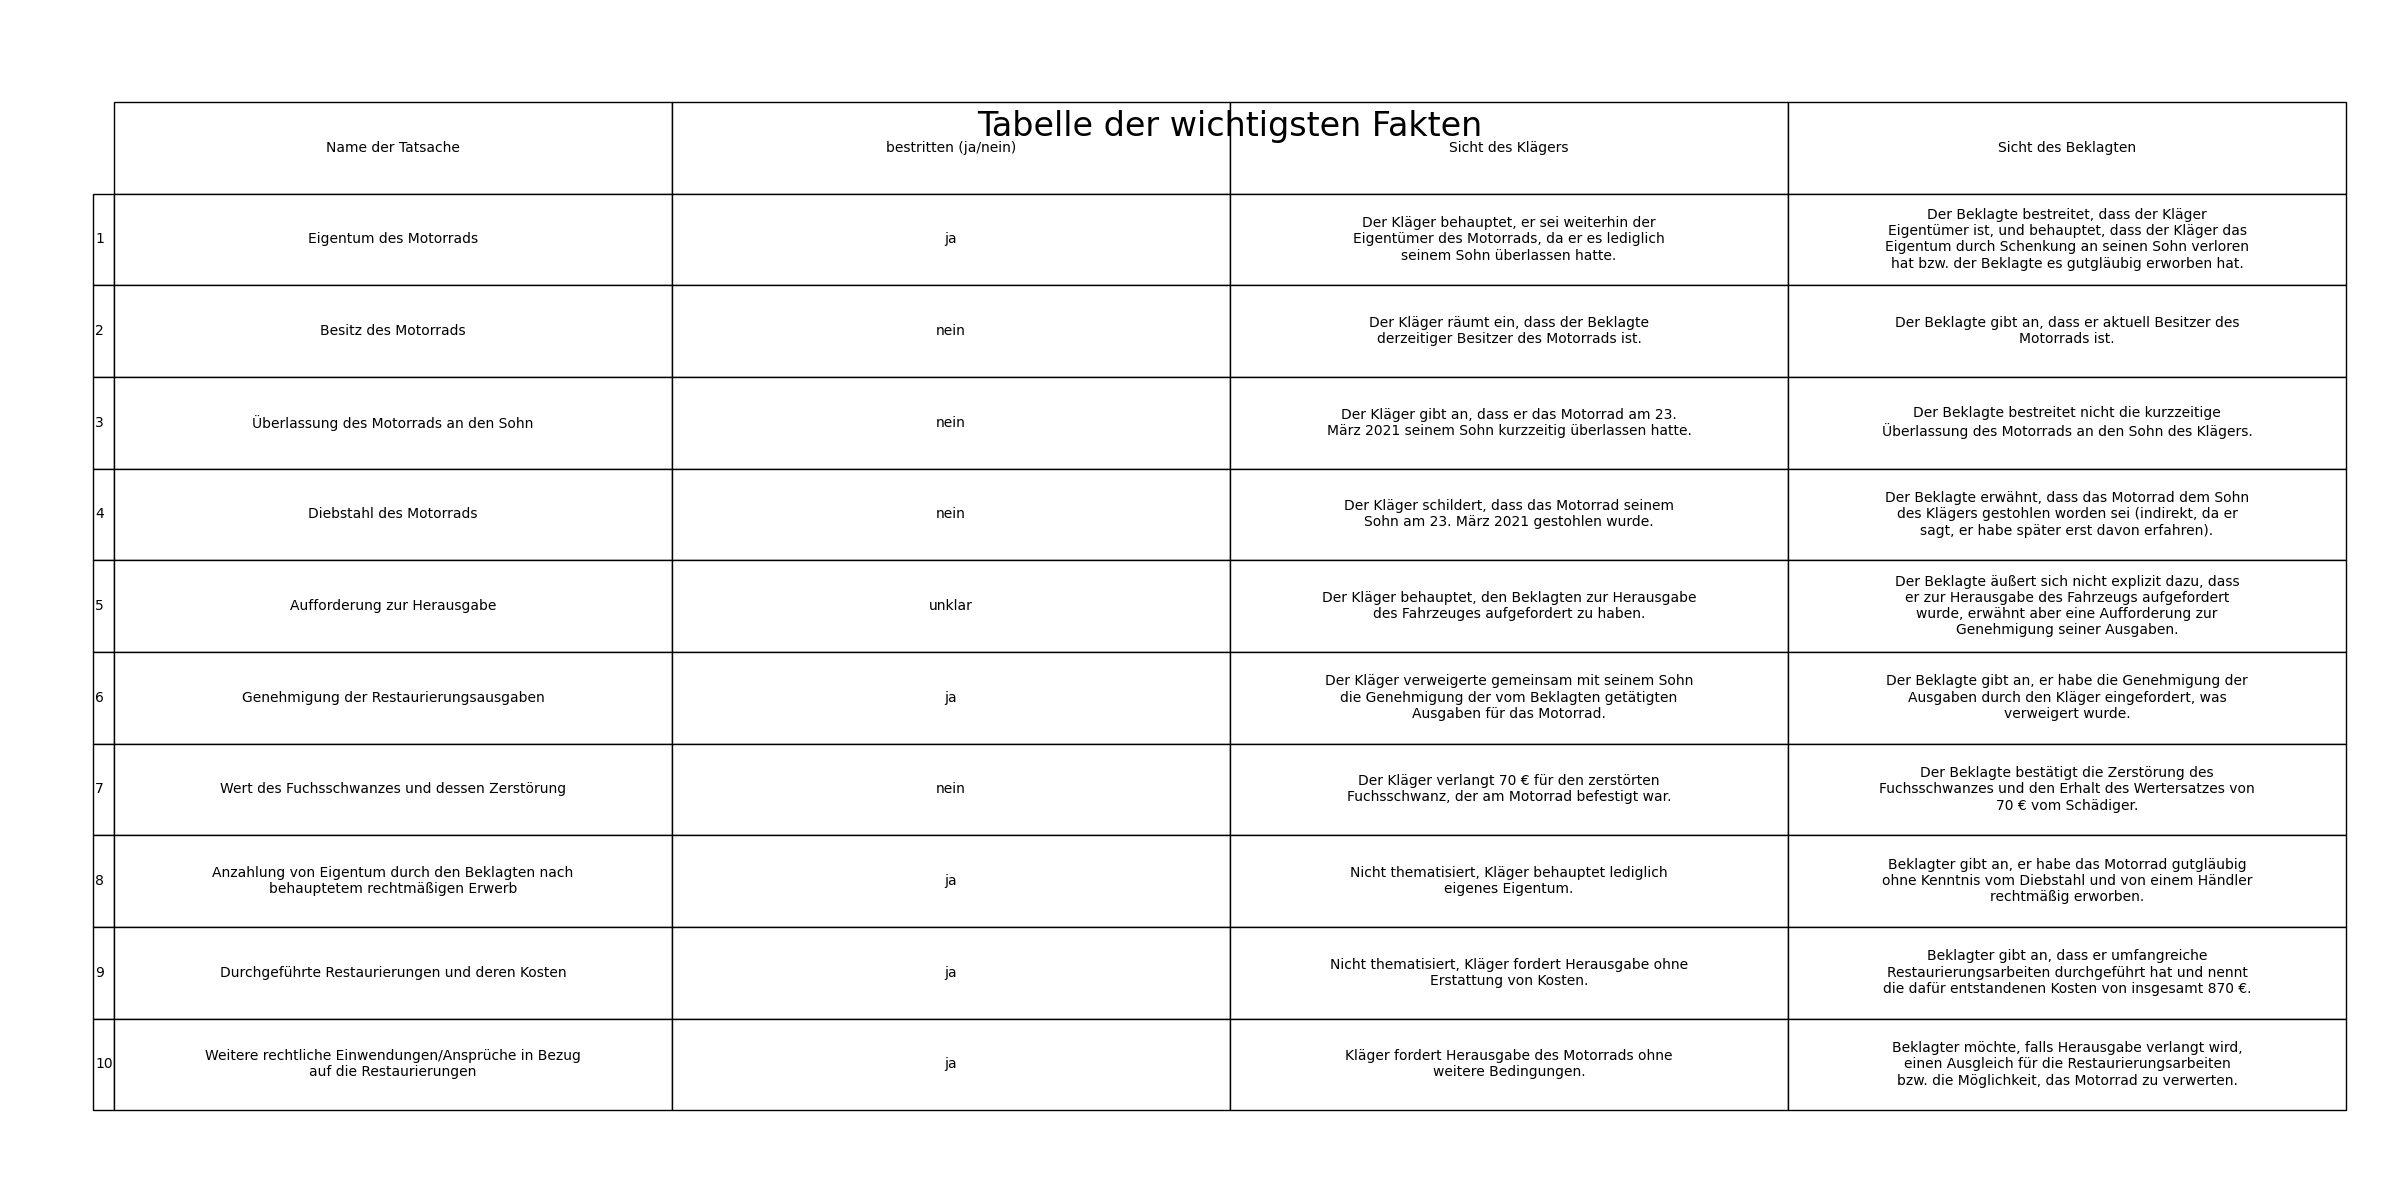 Tabelle der wichtigsten Fakten
Name der Tatsache
bestritten (ja/nein)
Sicht des Klägers
Sicht des Beklagten
1
Eigentum des Motorrads
ja
Der Kläger behauptet, er sei weiterhin der
Eigentümer des Motorrads, da er es lediglich
seinem Sohn überlassen hatte.
Der Beklagte bestreitet, dass der Kläger
Eigentümer ist, und behauptet, dass der Kläger das
Eigentum durch Schenkung an seinen Sohn verloren
hat bzw. der Beklagte es gutgläubig erworben hat.
2
Besitz des Motorrads
nein
Der Kläger räumt ein, dass der Beklagte
derzeitiger Besitzer des Motorrads ist.
Der Beklagte gibt an, dass er aktuell Besitzer des
Motorrads ist.
3
Überlassung des Motorrads an den Sohn
nein
Der Kläger gibt an, dass er das Motorrad am 23.
März 2021 seinem Sohn kurzzeitig überlassen hatte.
Der Beklagte bestreitet nicht die kurzzeitige
Überlassung des Motorrads an den Sohn des Klägers.
4
Diebstahl des Motorrads
nein
Der Kläger schildert, dass das Motorrad seinem
Sohn am 23. März 2021 gestohlen wurde.
Der Beklagte erwähnt, dass das Motorrad dem Sohn
des Klägers gestohlen worden sei (indirekt, da er
sagt, er habe später erst davon erfahren).
5
Aufforderung zur Herausgabe
unklar
Der Kläger behauptet, den Beklagten zur Herausgabe
des Fahrzeuges aufgefordert zu haben.
Der Beklagte äußert sich nicht explizit dazu, dass
er zur Herausgabe des Fahrzeugs aufgefordert
wurde, erwähnt aber eine Aufforderung zur
Genehmigung seiner Ausgaben.
6
Genehmigung der Restaurierungsausgaben
ja
Der Kläger verweigerte gemeinsam mit seinem Sohn
die Genehmigung der vom Beklagten getätigten
Ausgaben für das Motorrad.
Der Beklagte gibt an, er habe die Genehmigung der
Ausgaben durch den Kläger eingefordert, was
verweigert wurde.
7
Wert des Fuchsschwanzes und dessen Zerstörung
nein
Der Kläger verlangt 70 € für den zerstörten
Fuchsschwanz, der am Motorrad befestigt war.
Der Beklagte bestätigt die Zerstörung des
Fuchsschwanzes und den Erhalt des Wertersatzes von
70 € vom Schädiger.
8
Anzahlung von Eigentum durch den Beklagten nach
behauptetem rechtmäßigen Erwerb
ja
Nicht thematisiert, Kläger behauptet lediglich
eigenes Eigentum.
Beklagter gibt an, er habe das Motorrad gutgläubig
ohne Kenntnis vom Diebstahl und von einem Händler
rechtmäßig erworben.
9
Durchgeführte Restaurierungen und deren Kosten
ja
Nicht thematisiert, Kläger fordert Herausgabe ohne
Erstattung von Kosten.
Beklagter gibt an, dass er umfangreiche
Restaurierungsarbeiten durchgeführt hat und nennt
die dafür entstandenen Kosten von insgesamt 870 €.
10
Weitere rechtliche Einwendungen/Ansprüche in Bezug
auf die Restaurierungen
ja
Kläger fordert Herausgabe des Motorrads ohne
weitere Bedingungen.
Beklagter möchte, falls Herausgabe verlangt wird,
einen Ausgleich für die Restaurierungsarbeiten
bzw. die Möglichkeit, das Motorrad zu verwerten.